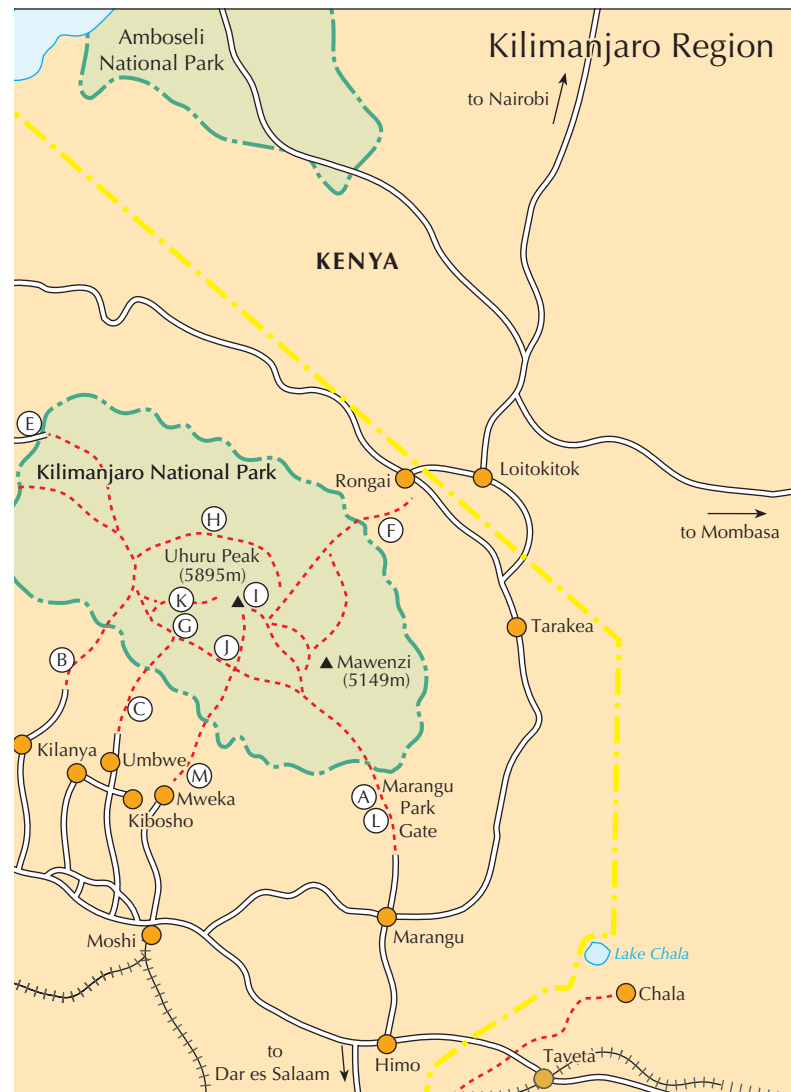 Kilimanjaro Region
Amboseli
National Park
to Nairobi
KENYA
E
Kilimanjaro National Park
Rongai
Loitokitok
H
F
to Mombasa
Uhuru Peak
(5895m)
K
I
G
Tarakea
J
B
Mawenzi
(5149m)
C
Kilanya
Umbwe
M
Marangu
Park
Gate
A
L
Mweka
Kibosho
Moshi
Marangu
Lake Chala
Chala
to
Dar es Salaam
Himo
Taveta